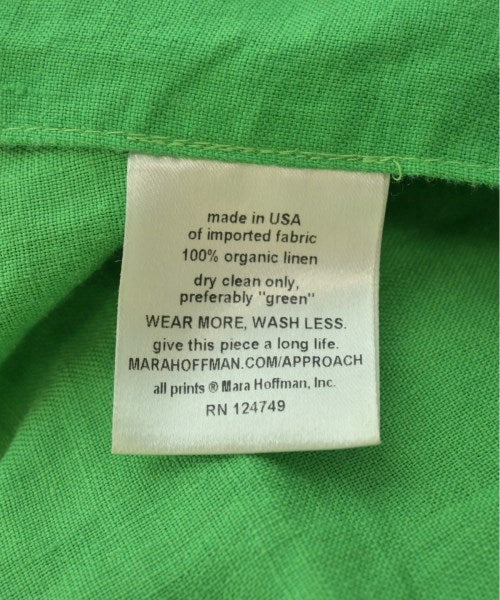 made in USA
of imported fabric
100% organic linen
dry clean only,
preferably "green"
WEAR MORE, WASH LESS.
give this piece a long life.
MARAHOFFMAN.COM/APPROACH
all prints ® Mara Hoffman, Inc.
RN 124749